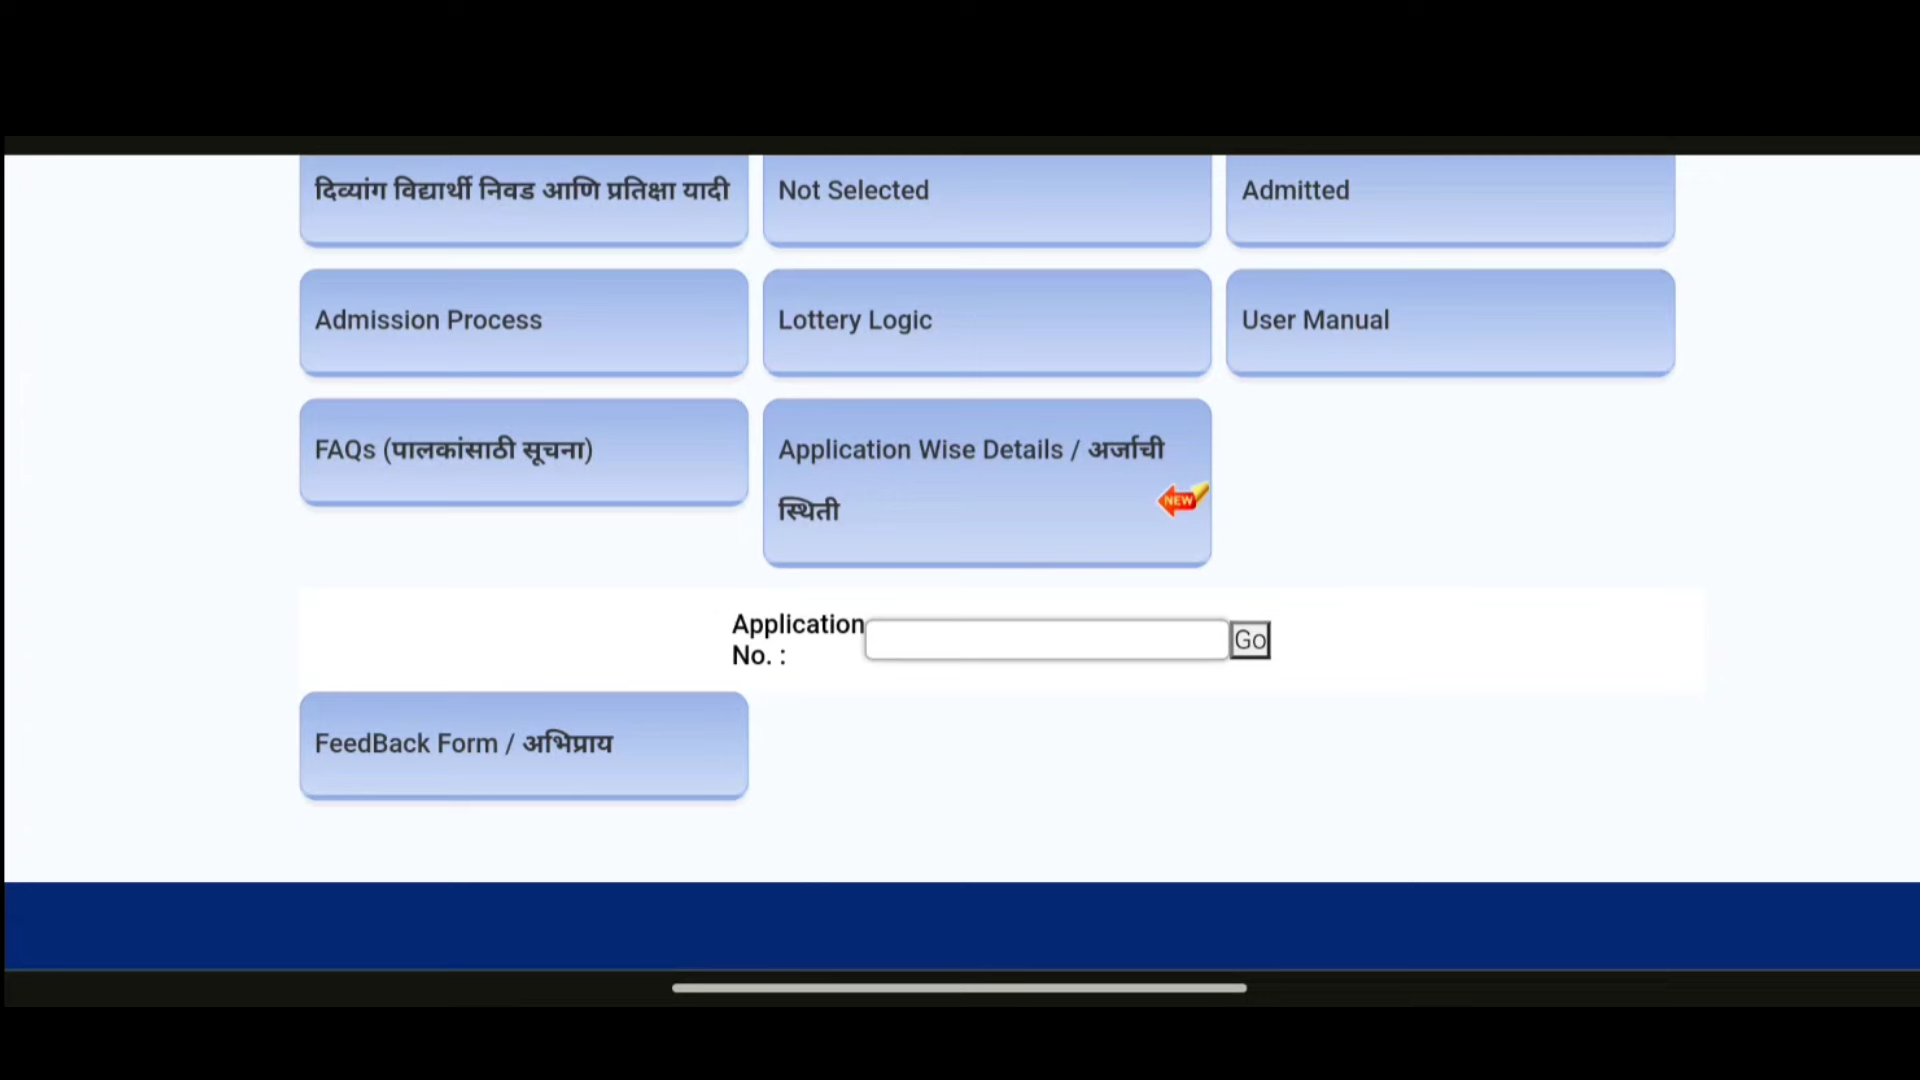 दिव्यांग विद्यार्थी निवड आणि प्रतिक्षा यादी
Not Selected
Admitted
Admission Process
Lottery Logic
User Manual
FAQs (पालकांसाठी सूचना)
Application Wise Details / अर्जाची
स्थिती
NEW
Application
No. :
Go
FeedBack Form / अभिप्राय